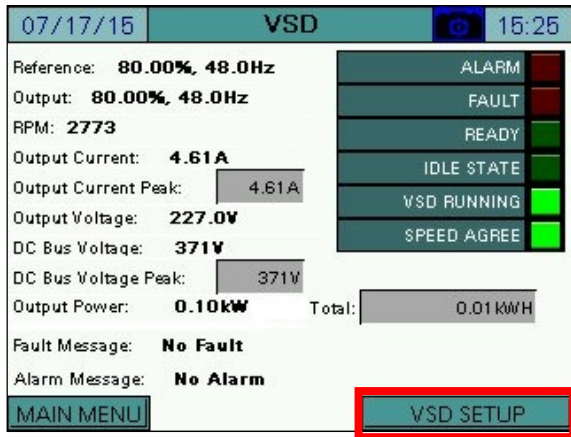 07/17/15 VSD 15:25
Reference: 80.00%, 48.0Hz ALARM
Output: 80.00%, 48.0Hz FAULT
RPM: 2773 READY
Output Current: 4.61A IDLE STATE
Output Current Peak: 4.61A VSD RUNNING
Output Voltage: 227.0V SPEED AGREE
DC Bus Voltage: 371V
DC Bus Voltage Peak: 371V
Output Power: 0.10kW Total: 0.01kWH
Fault Message: No Fault
Alarm Message: No Alarm
MAIN MENU VSD SETUP